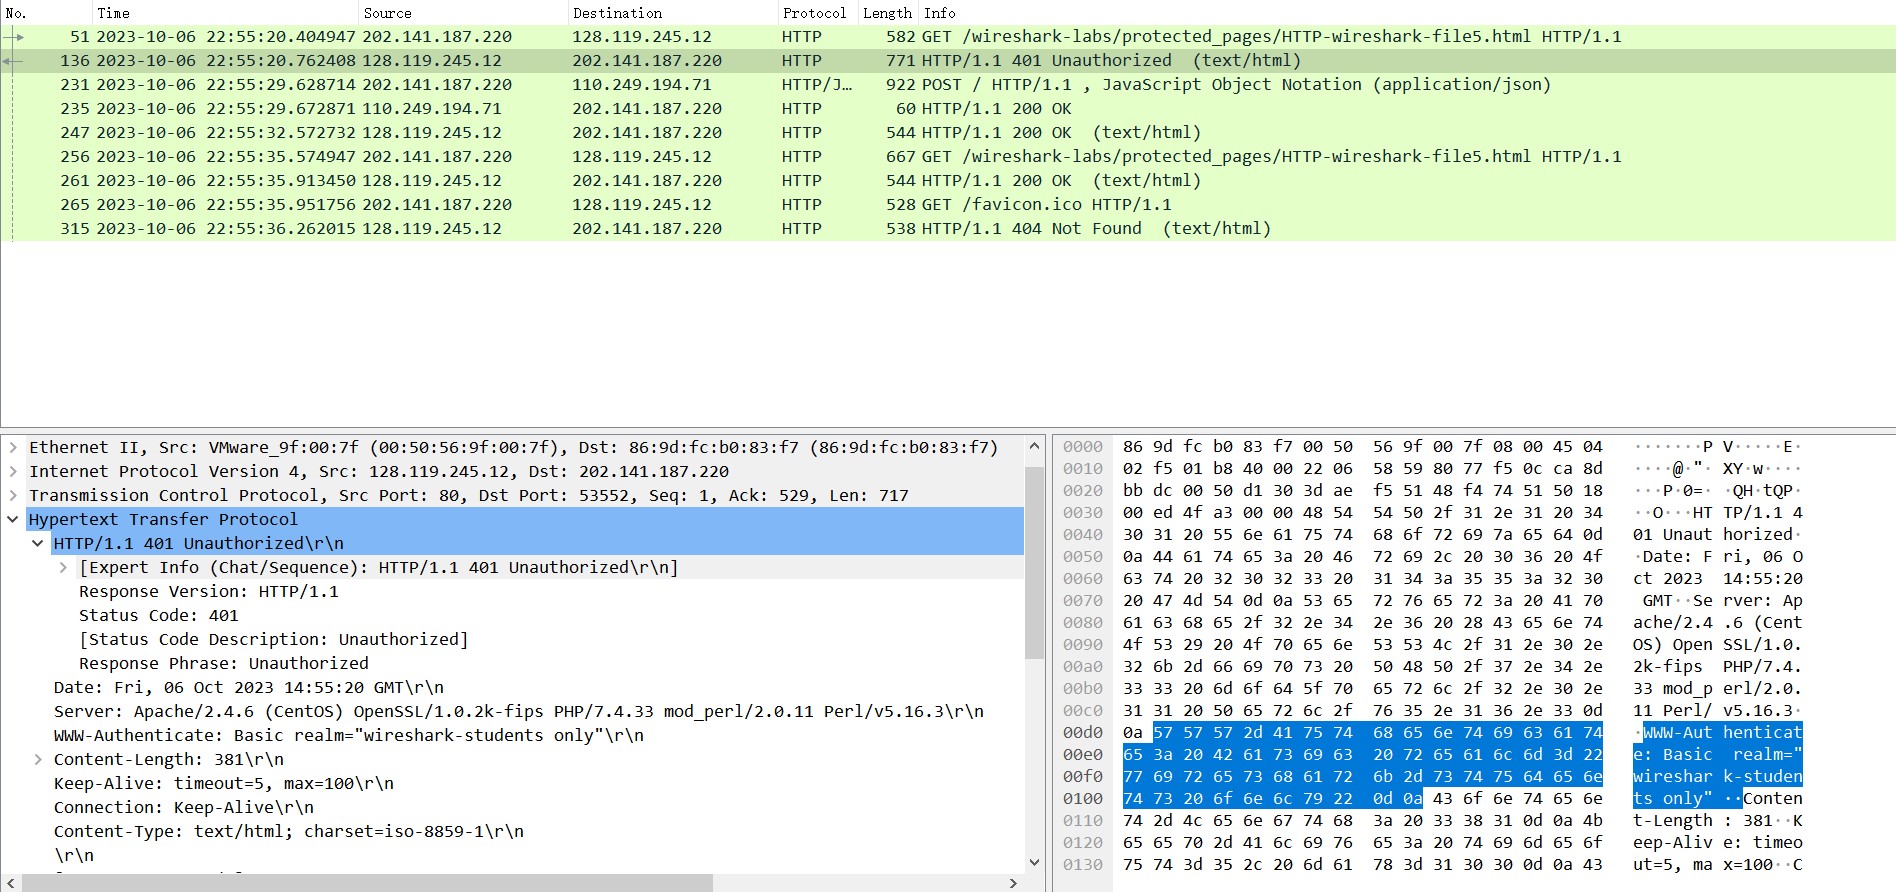 No. Time Source Destination Protocol Length Info
51 2023-10-06 22:55:20.404947 202.141.187.220 128.119.245.12 HTTP 582 GET /wireshark-labs/protected_pages/HTTP-wireshark-file5.html HTTP/1.1
136 2023-10-06 22:55:20.762408 128.119.245.12 202.141.187.220 HTTP 771 HTTP/1.1 401 Unauthorized (text/html)
231 2023-10-06 22:55:29.628714 202.141.187.220 110.249.194.71 HTTP/J… 922 POST / HTTP/1.1 , JavaScript Object Notation (application/json)
235 2023-10-06 22:55:29.672871 110.249.194.71 202.141.187.220 HTTP 60 HTTP/1.1 200 OK
247 2023-10-06 22:55:32.572732 128.119.245.12 202.141.187.220 HTTP 544 HTTP/1.1 200 OK (text/html)
256 2023-10-06 22:55:35.574947 202.141.187.220 128.119.245.12 HTTP 667 GET /wireshark-labs/protected_pages/HTTP-wireshark-file5.html HTTP/1.1
261 2023-10-06 22:55:35.913450 128.119.245.12 202.141.187.220 HTTP 544 HTTP/1.1 200 OK (text/html)
265 2023-10-06 22:55:35.951756 202.141.187.220 128.119.245.12 HTTP 528 GET /favicon.ico HTTP/1.1
315 2023-10-06 22:55:36.262015 128.119.245.12 202.141.187.220 HTTP 538 HTTP/1.1 404 Not Found (text/html)
Ethernet II, Src: VMware_9f:00:7f (00:50:56:9f:00:7f), Dst: 86:9d:fc:b0:83:f7 (86:9d:fc:b0:83:f7)
Internet Protocol Version 4, Src: 128.119.245.12, Dst: 202.141.187.220
Transmission Control Protocol, Src Port: 80, Dst Port: 53552, Seq: 1, Ack: 529, Len: 717
Hypertext Transfer Protocol
HTTP/1.1 401 Unauthorized\r\n
[Expert Info (Chat/Sequence): HTTP/1.1 401 Unauthorized\r\n]
Response Version: HTTP/1.1
Status Code: 401
[Status Code Description: Unauthorized]
Response Phrase: Unauthorized
Date: Fri, 06 Oct 2023 14:55:20 GMT\r\n
Server: Apache/2.4.6 (CentOS) OpenSSL/1.0.2k-fips PHP/7.4.33 mod_perl/2.0.11 Perl/v5.16.3\r\n
WWW-Authenticate: Basic realm="wireshark-students only"\r\n
Content-Length: 381\r\n
Keep-Alive: timeout=5, max=100\r\n
Connection: Keep-Alive\r\n
Content-Type: text/html; charset=iso-8859-1\r\n
\r\n
0000 86 9d fc b0 83 f7 00 50 56 9f 00 7f 08 00 45 04 ·······P V·····E·
0010 02 f5 01 b8 40 00 22 06 58 59 80 77 f5 0c ca 8d ····@·"· XY·w····
0020 bb dc 00 50 d1 30 3d ae f5 51 48 f4 74 51 50 18 ···P·0=· ·QH·tQP·
0030 00 ed 4f a3 00 00 48 54 54 50 2f 31 2e 31 20 34 ··O···HT TP/1.1 4
0040 30 31 20 55 6e 61 75 74 68 6f 72 69 7a 65 64 0d 01 Unaut horized·
0050 0a 44 61 74 65 3a 20 46 72 69 2c 20 30 36 20 4f ·Date: F ri, 06 O
0060 63 74 20 32 30 32 33 20 31 34 3a 35 35 3a 32 30 ct 2023 14:55:20
0070 20 47 4d 54 0d 0a 53 65 72 76 65 72 3a 20 41 70 GMT··Se rver: Ap
0080 61 63 68 65 2f 32 2e 34 2e 36 20 28 43 65 6e 74 ache/2.4 .6 (Cent
0090 4f 53 29 20 4f 70 65 6e 53 53 4c 2f 31 2e 30 2e OS) Open SSL/1.0.
00a0 32 6b 2d 66 69 70 73 20 50 48 50 2f 37 2e 34 2e 2k-fips PHP/7.4.
00b0 33 33 20 6d 6f 64 5f 70 65 72 6c 2f 32 2e 30 2e 33 mod_p erl/2.0.
00c0 31 31 20 50 65 72 6c 2f 76 35 2e 31 36 2e 33 0d 11 Perl/ v5.16.3·
00d0 0a 57 57 57 2d 41 75 74 68 65 6e 74 69 63 61 74 ·WWW-Aut henticat
00e0 65 3a 20 42 61 73 69 63 20 72 65 61 6c 6d 3d 22 e: Basic realm="
00f0 77 69 72 65 73 68 61 72 6b 2d 73 74 75 64 65 6e wireshar k-studen
0100 74 73 20 6f 6e 6c 79 22 0d 0a 43 6f 6e 74 65 6e ts only" ··Conten
0110 74 2d 4c 65 6e 67 74 68 3a 20 33 38 31 0d 0a 4b t-Length : 381··K
0120 65 65 70 2d 41 6c 69 76 65 3a 20 74 69 6d 65 6f eep-Aliv e: timeo
0130 75 74 3d 35 2c 20 6d 61 78 3d 31 30 30 0d 0a 43 ut=5, ma x=100··C